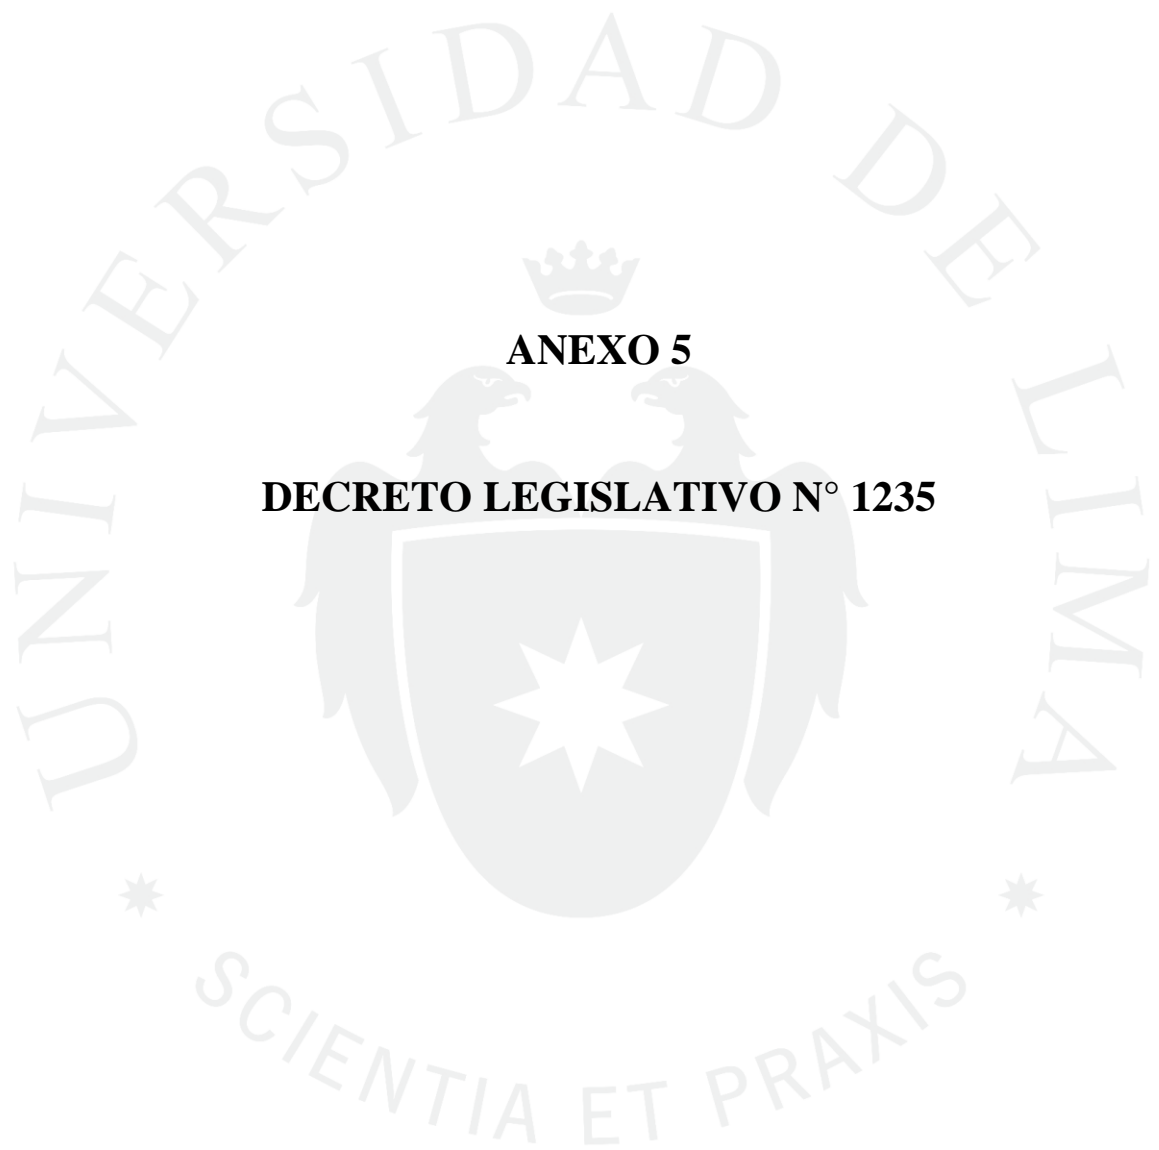 UNIVERSIDAD DE LIMA
ANEXO 5
DECRETO LEGISLATIVO N° 1235
SCIENTIA ET PRAXIS